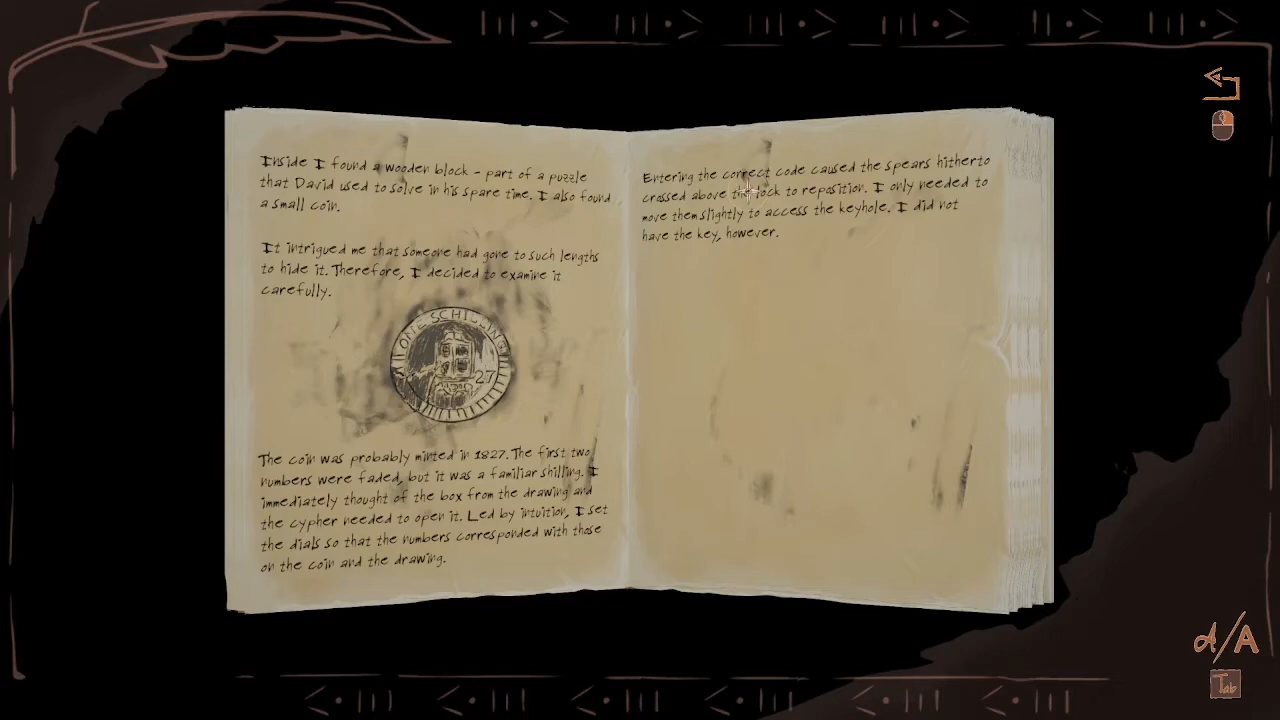 Inside I found a wooden block - part of a puzzle
that David used to solve in his spare time. I also found
a small coin.
It intrigued me that someone had gone to such lengths
to hide it. Therefore, I decided to examine it
carefully.
ONE SCHILLING
27
The coin was probably minted in 1827. The first two
numbers were faded, but it was a familiar shilling. I
immediately thought of the box from the drawing and
the cypher needed to open it. Led by intuition, I set
the dials so that the numbers corresponded with those
on the coin and the drawing.
Entering the correct code caused the spears hitherto
crossed above the lock to reposition. I only needed to
move them slightly to access the keyhole. I did not
have the key, however.
A/A
Tab